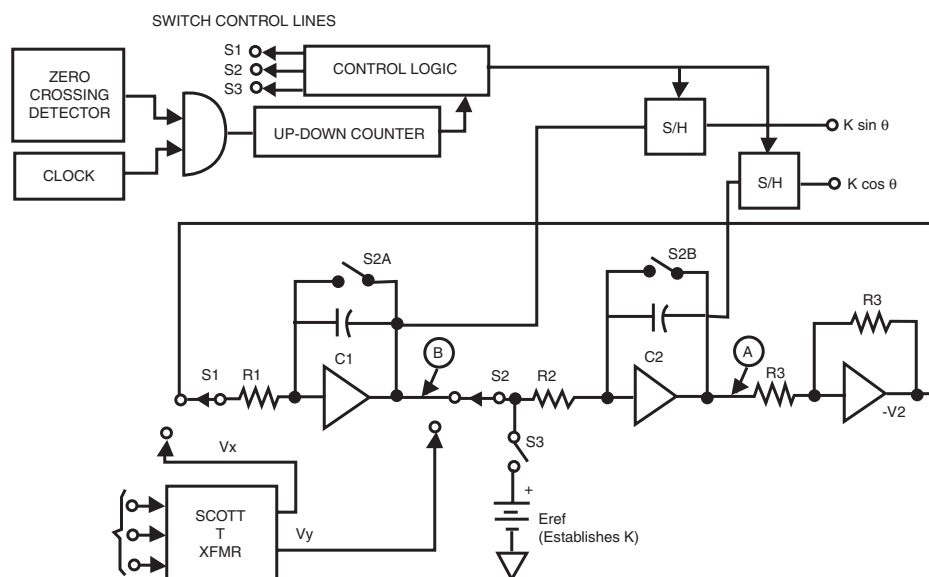 SWITCH CONTROL LINES
ZERO
CROSSING
DETECTOR
CLOCK
S1
S2
S3
CONTROL LOGIC
UP-DOWN COUNTER
S/H
K sin θ
S/H
K cos θ
S2A
S2B
R3
C1
C2
B
A
S1
R1
S2
R2
R3
-V2
S3
Vx
SCOTT
T
XFMR
Vy
+
Eref
(Establishes K)